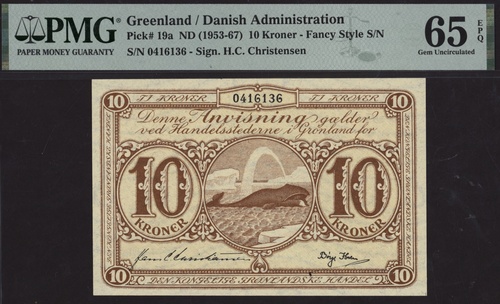 PMG
PAPER MONEY GUARANTY
Greenland / Danish Administration
Pick# 19a ND (1953-67) 10 Kroner - Fancy Style S/N
S/N 0416136 - Sign. H.C. Christensen
65 EPQ
Gem Uncirculated
10 TI KRONER 0416136 TI KRONER 10
Denne Anvisning gælder
ved Handelsstederne i Grønland for
10 KRONER
10 KRONER
10 DEN KONGELIGE GRØNLANDSKE HANDEL 10